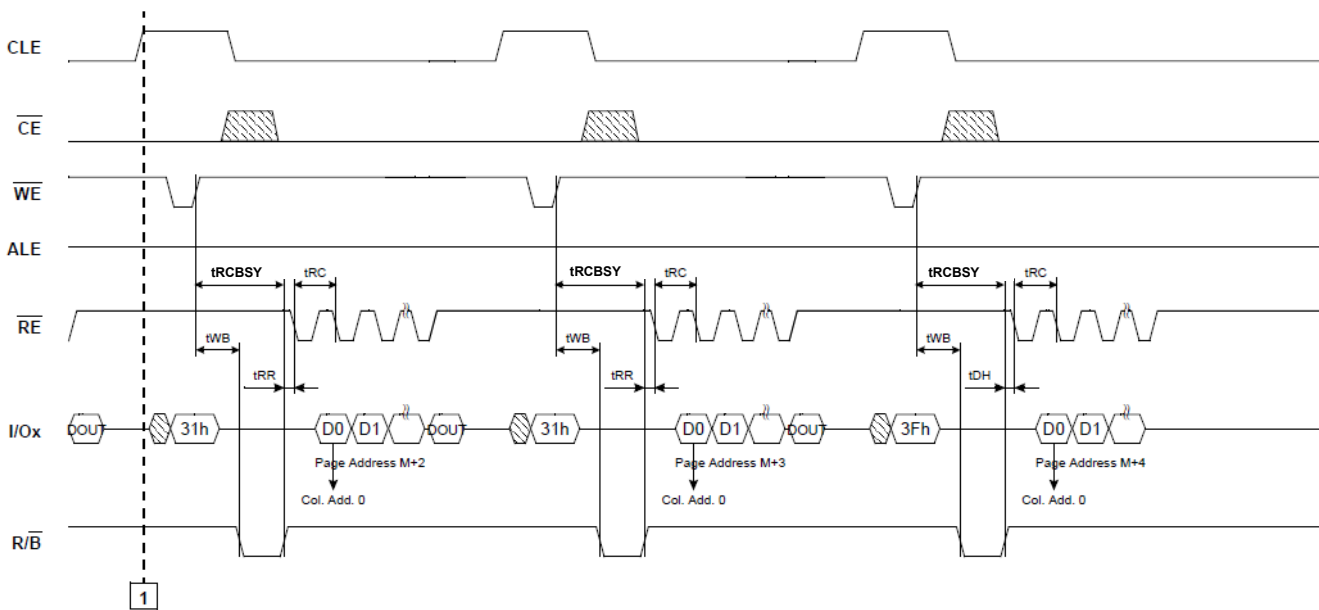 CLE
CE
WE
ALE
tRCBSY tRC tRCBSY tRC tRCBSY tRC
RE
tWB tWB tWB
tRR tRR tDH
I/Ox DOUT 31h D0 D1 DOUT 31h D0 D1 DOUT 3Fh D0 D1
Page Address M+2 Page Address M+3 Page Address M+4
Col. Add. 0 Col. Add. 0 Col. Add. 0
R/B
1